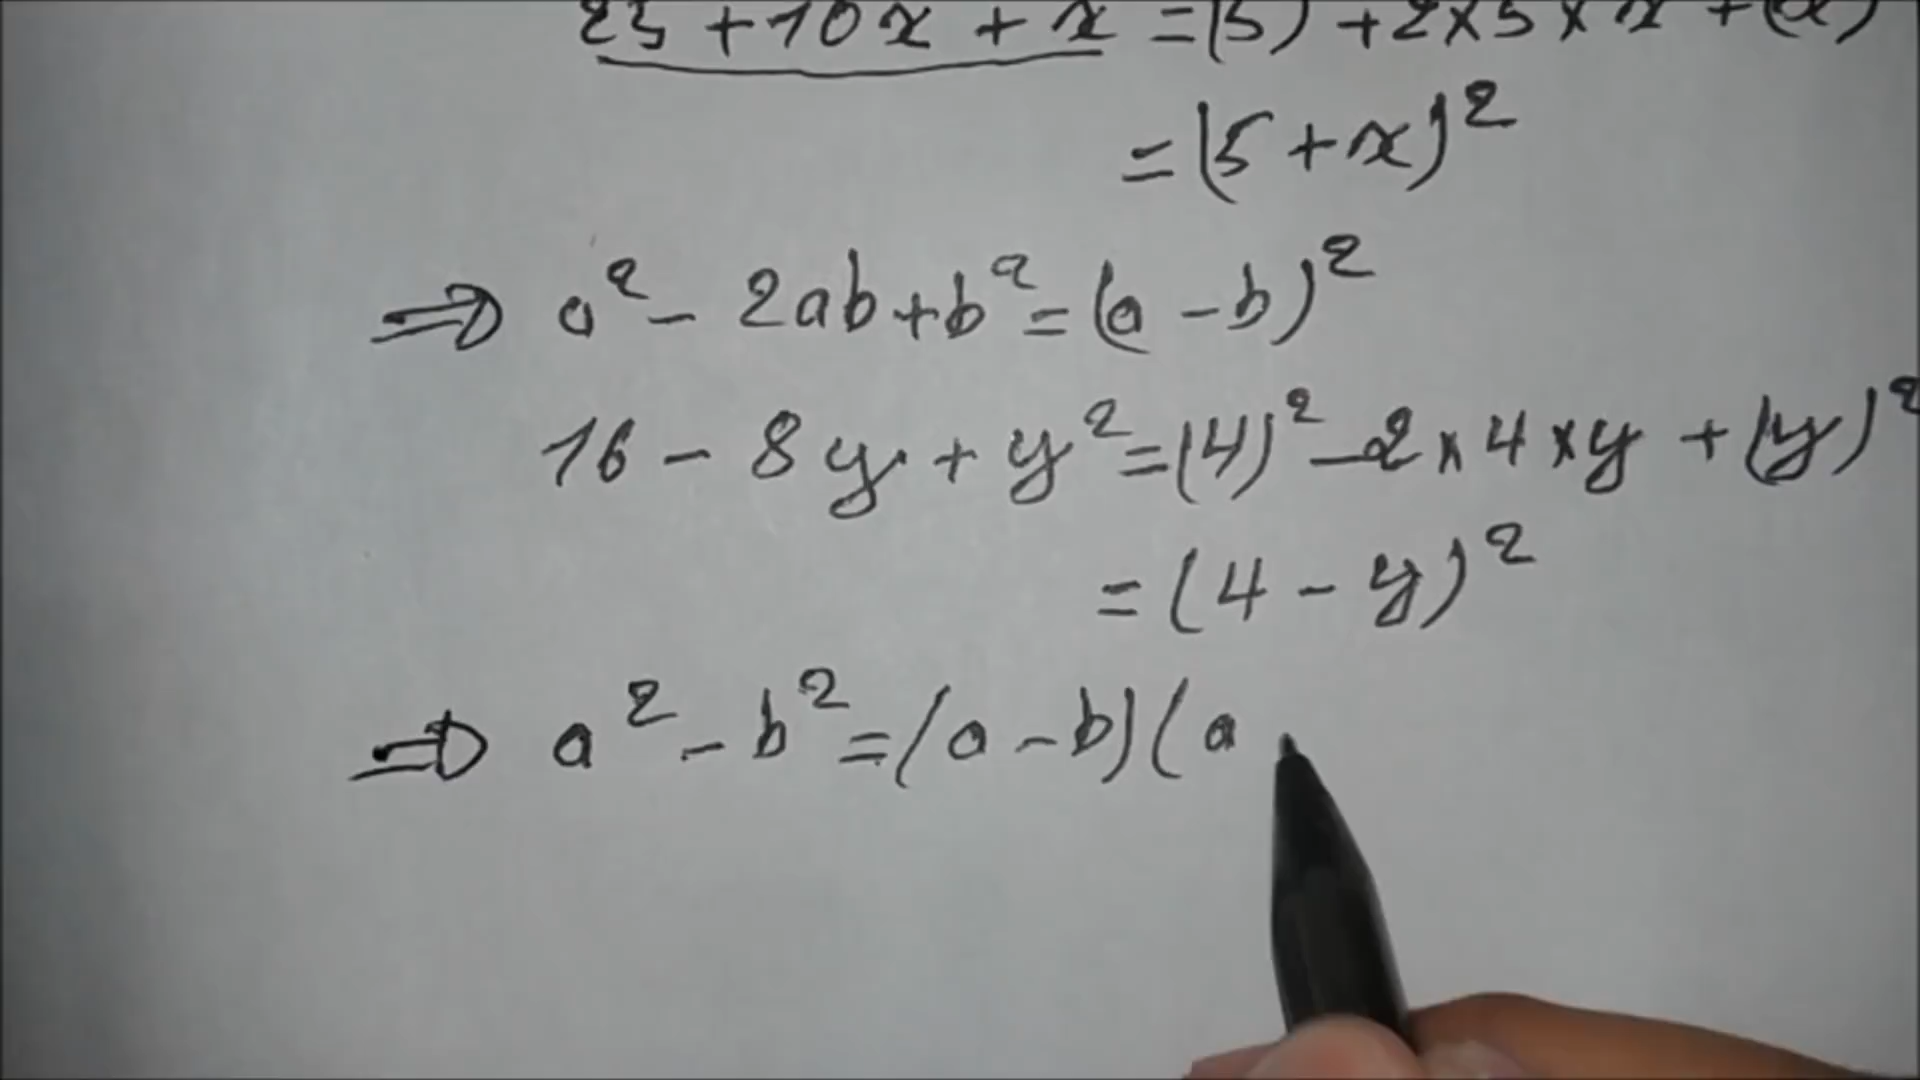 25 + 10x + x = (5) + 2×5×x + (x)
= (5 + x)²
⇒ a² - 2ab + b² = (a - b)²
16 - 8y + y² = (4)² - 2×4×y + (y)²
= (4 - y)²
⇒ a² - b² = (a - b) (a